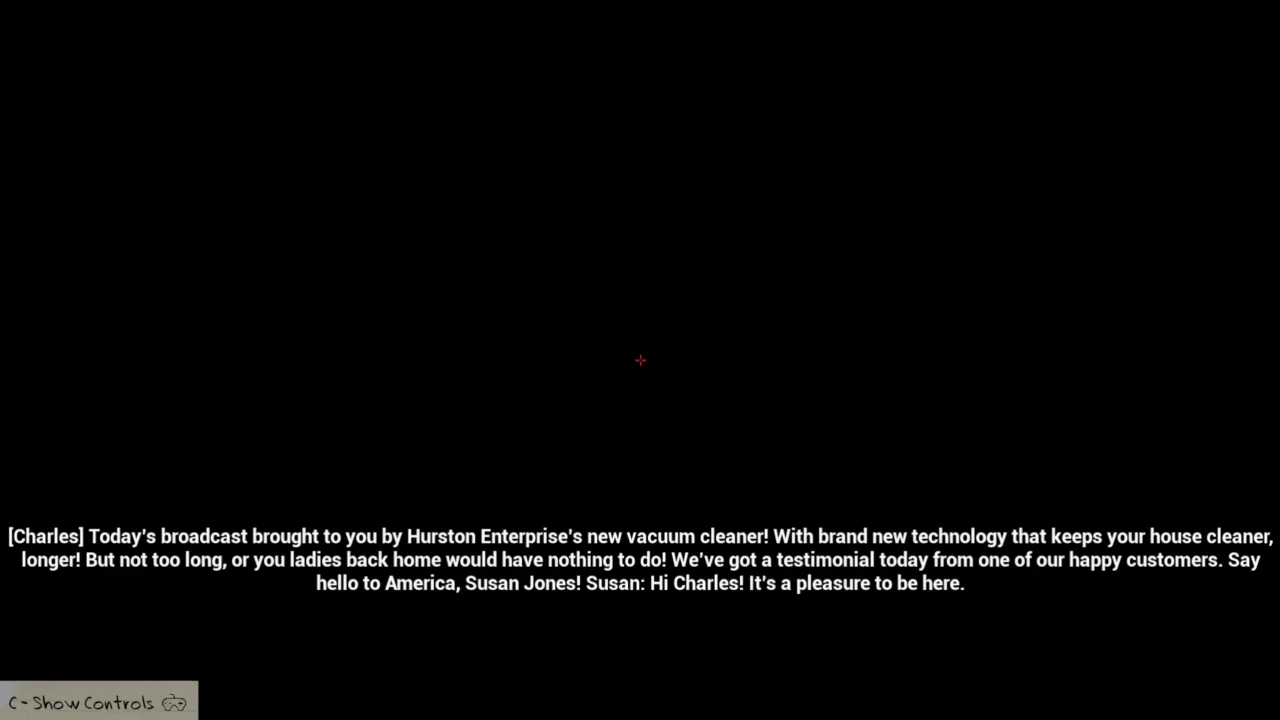 [Charles] Today's broadcast brought to you by Hurston Enterprise's new vacuum cleaner! With brand new technology that keeps your house cleaner,
longer! But not too long, or you ladies back home would have nothing to do! We've got a testimonial today from one of our happy customers. Say
hello to America, Susan Jones! Susan: Hi Charles! It's a pleasure to be here.
C - Show Controls